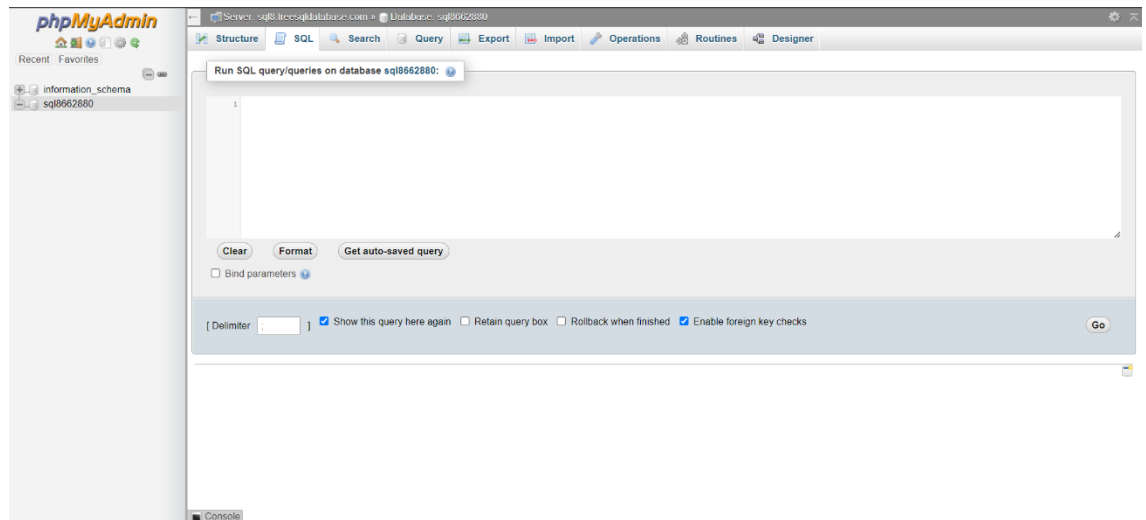 phpMyAdmin
Recent Favorites
information_schema
sql8662880
Server: sql8.freesqldatabase.com » Database: sql8662880
Structure SQL Search Query Export Import Operations Routines Designer
Run SQL query/queries on database sql8662880:
1
Clear Format Get auto-saved query
Bind parameters
[ Delimiter ; ] Show this query here again Retain query box Rollback when finished Enable foreign key checks Go
Console